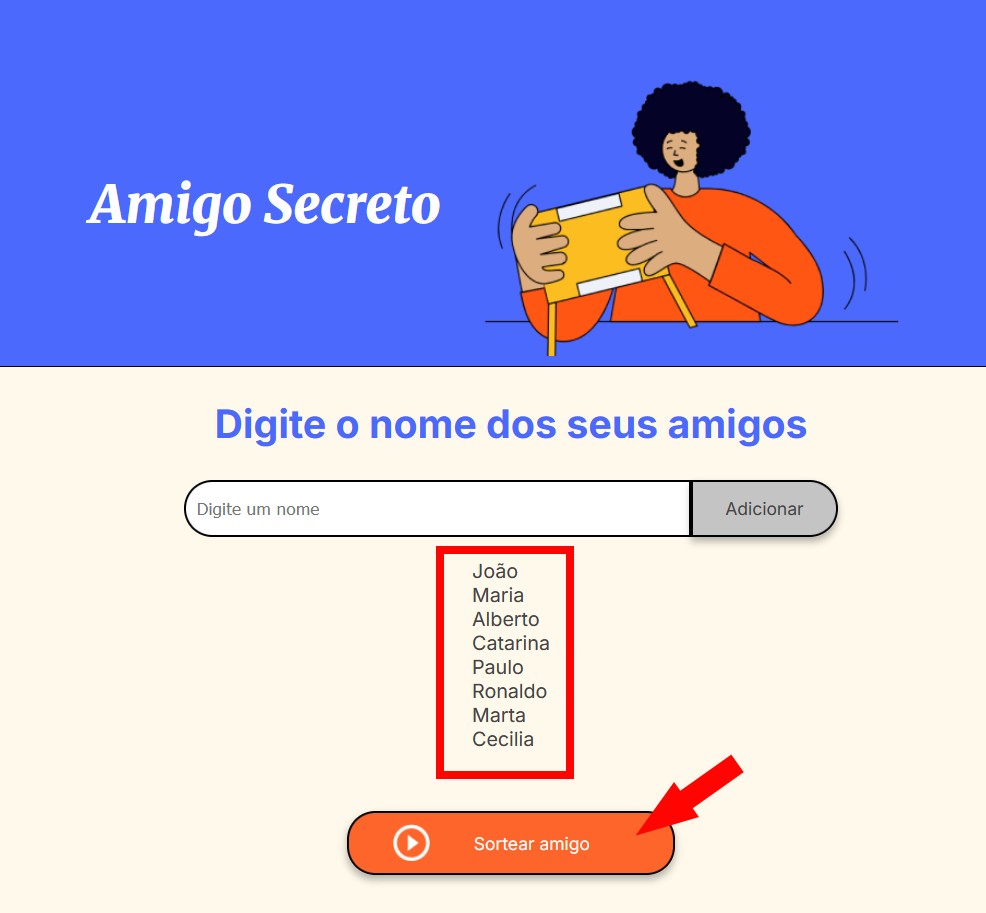 Amigo Secreto
Digite o nome dos seus amigos
Digite um nome
Adicionar
João
Maria
Alberto
Catarina
Paulo
Ronaldo
Marta
Cecilia
Sortear amigo